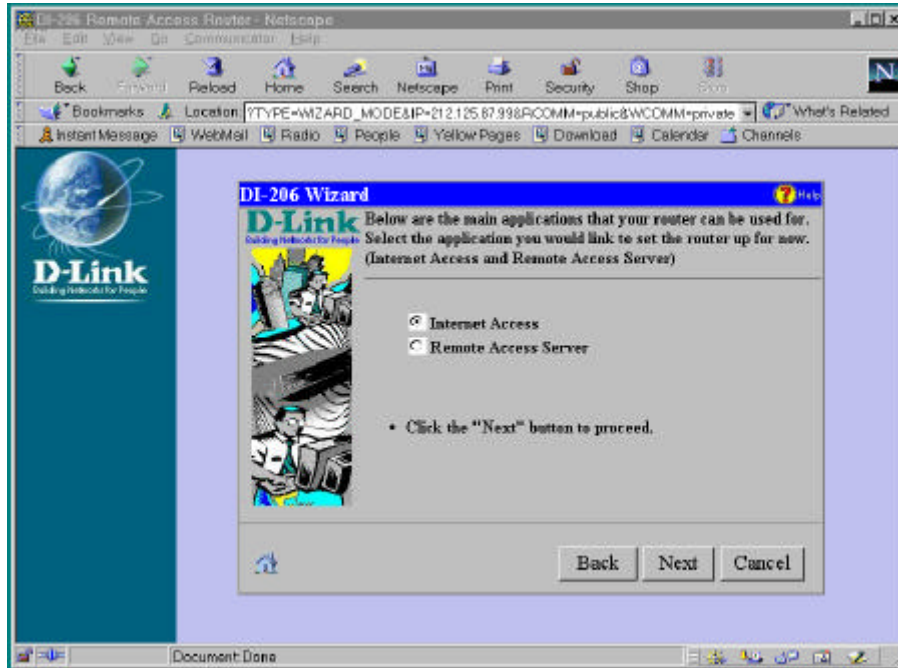 DI-206 Remote Access Router - Netscape
File Edit View Go Communicator Help
Back Forward Reload Home Search Netscape Print Security Shop Stop
Bookmarks Location ?TYPE=WIZARD_MODE&IP=212.125.87.99&RCOMM=public&WCOMM=private What's Related
Instant Message WebMail Radio People Yellow Pages Download Calendar Channels
D-Link
Building Networks for People
DI-206 Wizard
Help
D-Link
Building Networks for People
Below are the main applications that your router can be used for.
Select the application you would link to set the router up for now.
(Internet Access and Remote Access Server)
Internet Access
Remote Access Server
• Click the "Next" button to proceed.
Back Next Cancel
Document: Done
N